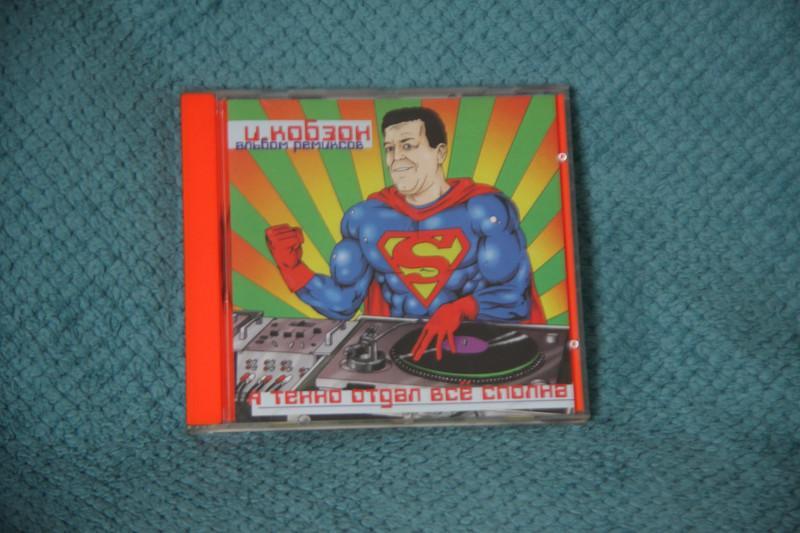 И.КОБЗОН
АЛЬБОМ РЕМИКСОВ
S
Я ТЕХНО ОТДАЛ ВСЁ СПОЛНА